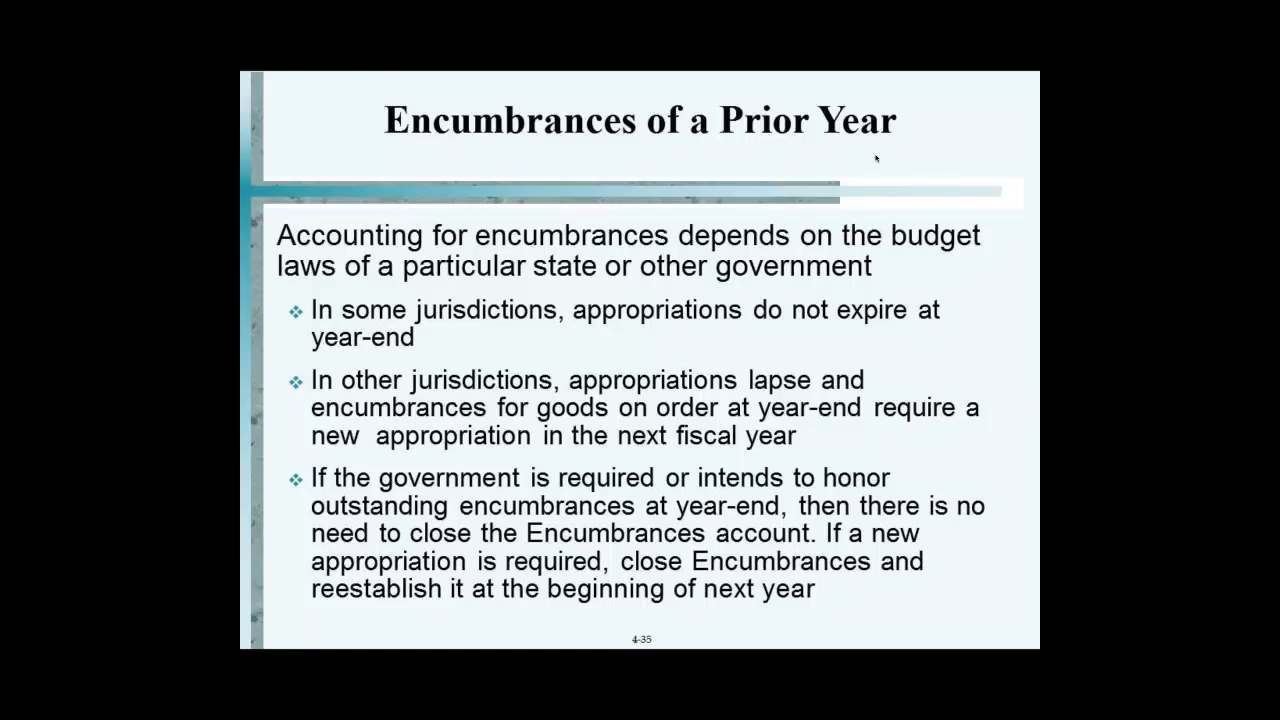 Encumbrances of a Prior Year
Accounting for encumbrances depends on the budget
laws of a particular state or other government
In some jurisdictions, appropriations do not expire at
year-end
In other jurisdictions, appropriations lapse and
encumbrances for goods on order at year-end require a
new appropriation in the next fiscal year
If the government is required or intends to honor
outstanding encumbrances at year-end, then there is no
need to close the Encumbrances account. If a new
appropriation is required, close Encumbrances and
reestablish it at the beginning of next year
4-35